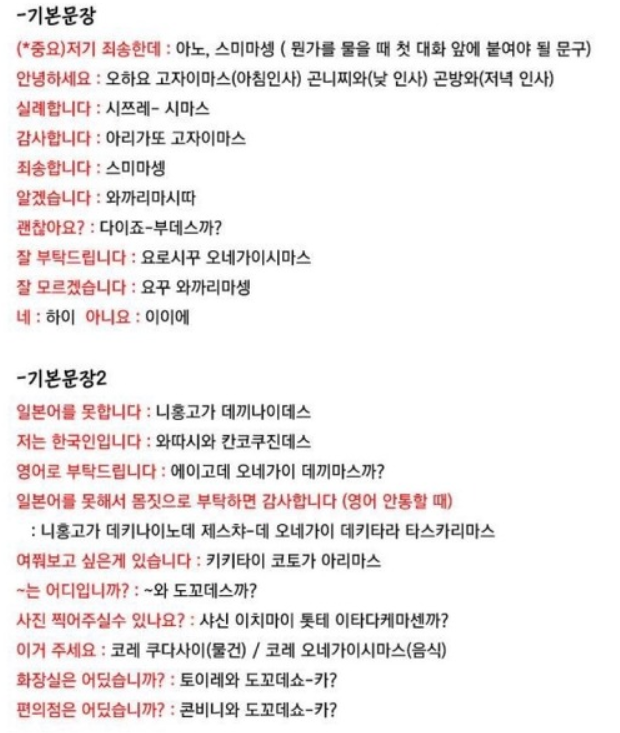 -기본문장
(*중요)저기 죄송한데 : 아노, 스미마셍 ( 뭔가를 물을 때 첫 대화 앞에 붙여야 될 문구)
안녕하세요 : 오하요 고자이마스(아침인사) 곤니찌와(낮 인사) 곤방와(저녁 인사)
실례합니다 : 시쯔레- 시마스
감사합니다 : 아리가또 고자이마스
죄송합니다 : 스미마셍
알겠습니다 : 와까리마시따
괜찮아요? : 다이죠-부데스까?
잘 부탁드립니다 : 요로시꾸 오네가이시마스
잘 모르겠습니다 : 요꾸 와까리마셍
네 : 하이 아니요 : 이이에
-기본문장2
일본어를 못합니다 : 니홍고가 데끼나이데스
저는 한국인입니다 : 와따시와 칸코쿠진데스
영어로 부탁드립니다 : 에이고데 오네가이 데끼마스까?
일본어를 못해서 몸짓으로 부탁하면 감사합니다 (영어 안통할 때)
: 니홍고가 데키나이노데 제스챠-데 오네가이 데키타라 타스카리마스
여쭤보고 싶은게 있습니다 : 키키타이 코토가 아리마스
~는 어디입니까? : ~와 도꼬데스까?
사진 찍어주실수 있나요? : 샤신 이치마이 톳테 이타다케마센까?
이거 주세요 : 코레 쿠다사이(물건) / 코레 오네가이시마스(음식)
화장실은 어딨습니까? : 토이레와 도꼬데쇼-카?
편의점은 어딨습니까? : 콘비니와 도꼬데쇼-카?